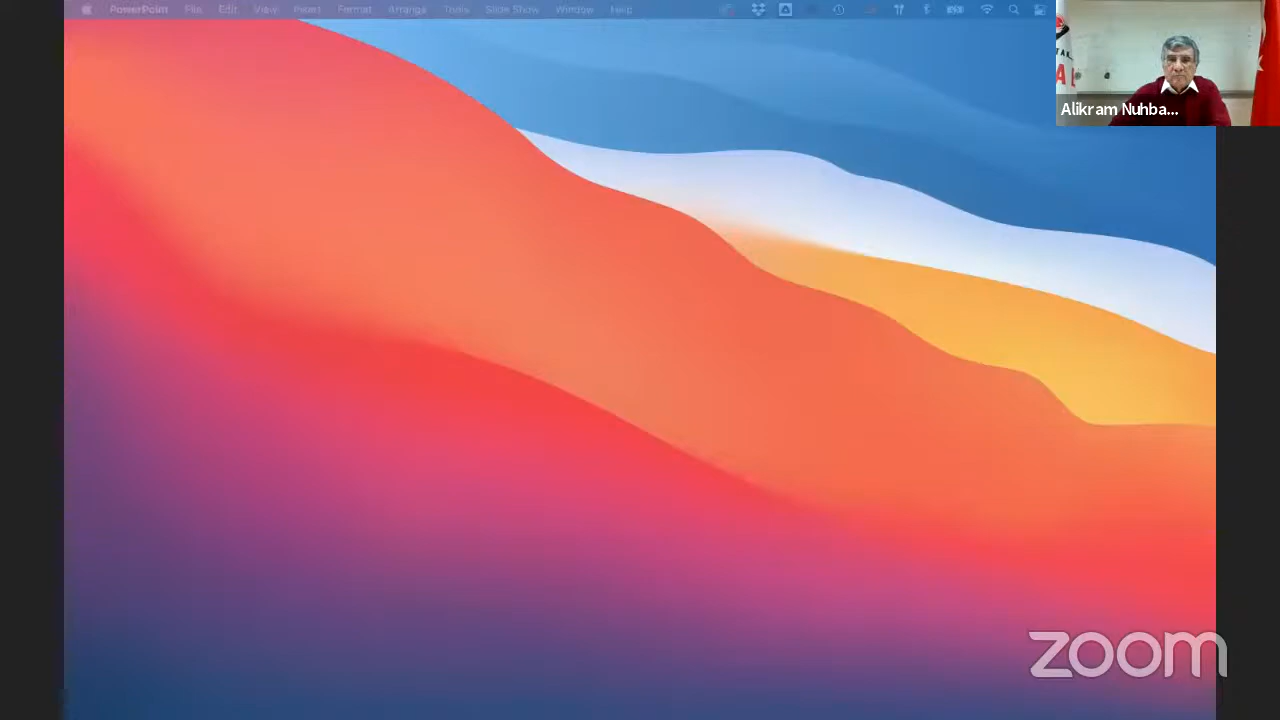 PowerPoint File Edit View Insert Format Arrange Tools Slide Show Window Help
Alikram Nuhba...
zoom